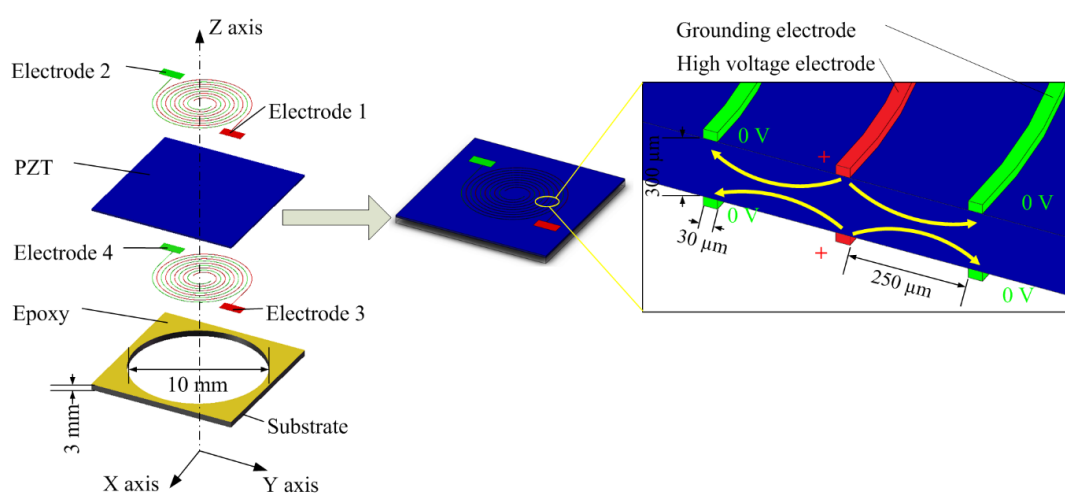 Z axis
Electrode 2
Electrode 1
PZT
Electrode 4
Electrode 3
Epoxy
10 mm
3 mm
Substrate
X axis
Y axis
Grounding electrode
High voltage electrode
0 V
+
0 V
300 µm
0 V
30 µm
+
250 µm
0 V